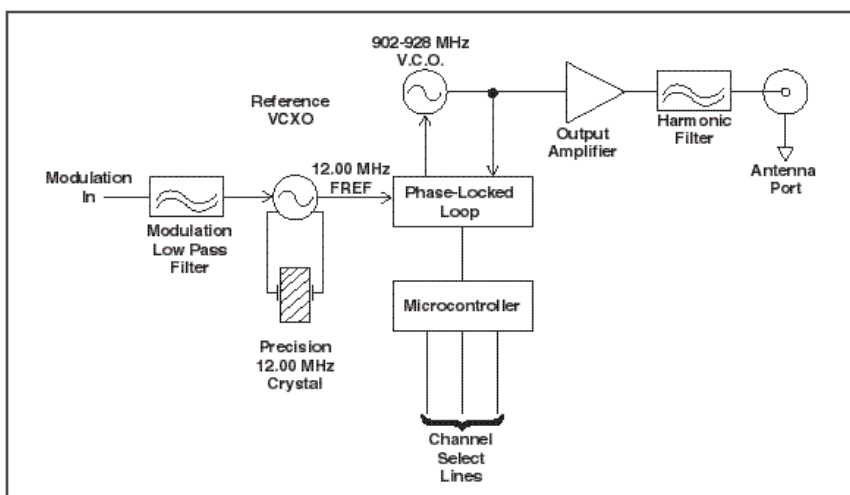 902-928 MHz
V.C.O.
Reference
VCXO
Output
Amplifier
Harmonic
Filter
Antenna
Port
12.00 MHz
FREF
Modulation
In
Phase-Locked
Loop
Modulation
Low Pass
Filter
Microcontroller
Precision
12.00 MHz
Crystal
Channel
Select
Lines